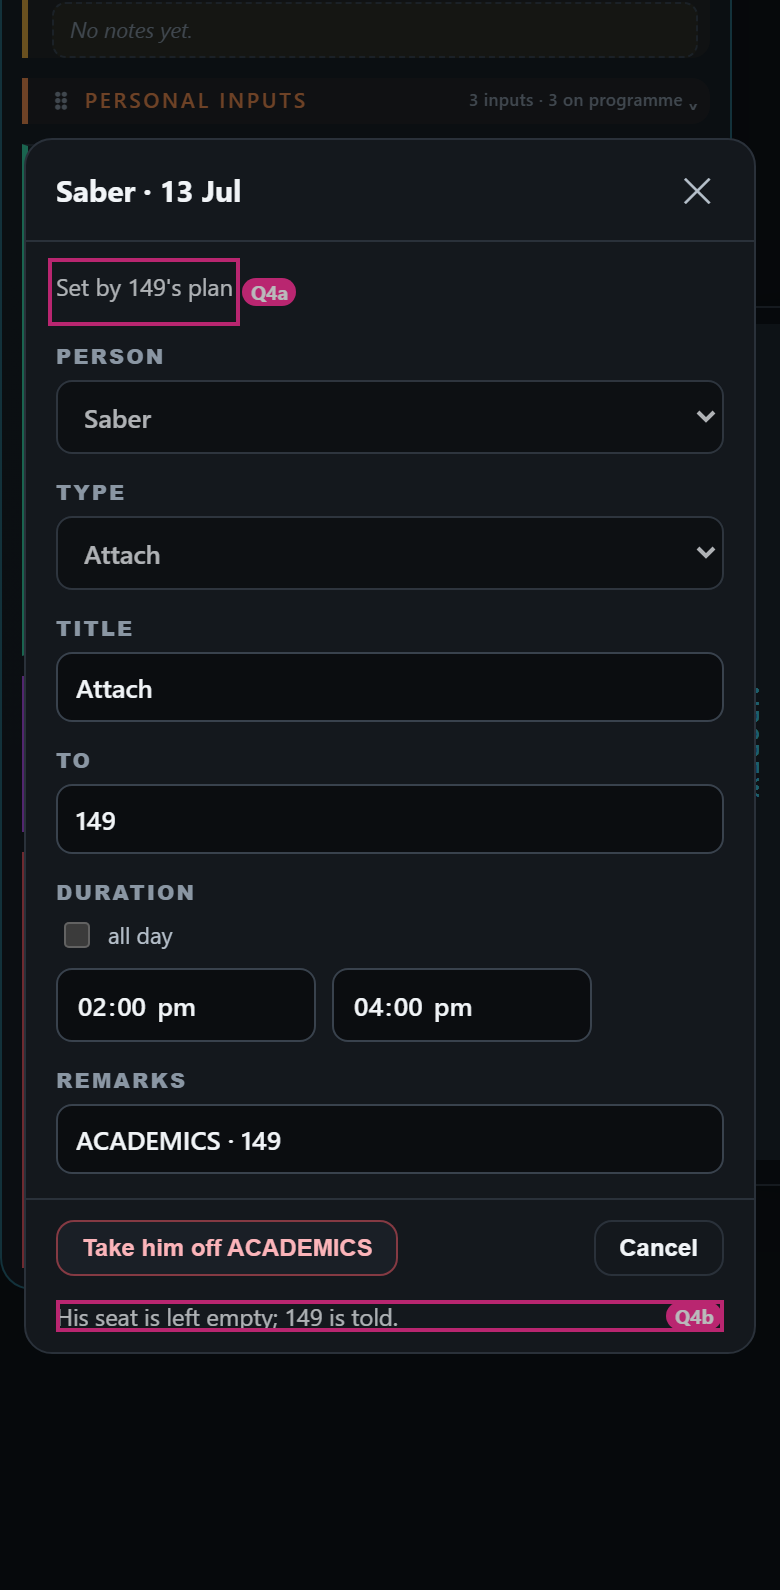 No notes yet.
PERSONAL INPUTS
3 inputs · 3 on programme
Saber · 13 Jul
Set by 149's plan
Q4a
PERSON
Saber
TYPE
Attach
TITLE
Attach
TO
149
DURATION
all day
02:00 pm
04:00 pm
REMARKS
ACADEMICS · 149
Take him off ACADEMICS
Cancel
His seat is left empty; 149 is told.
Q4b